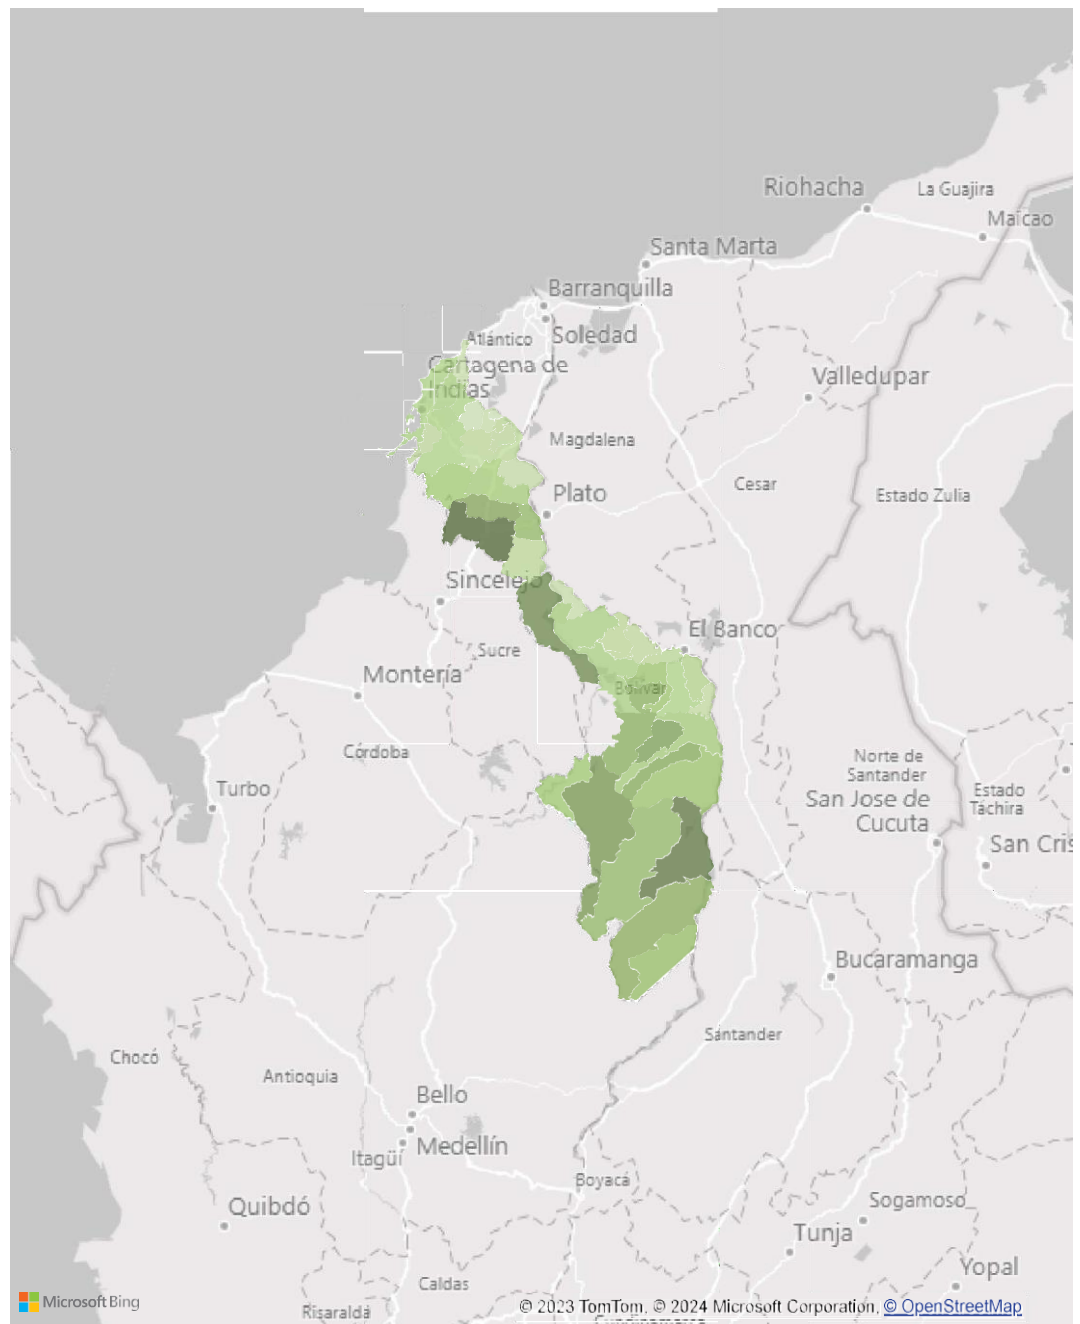 Riohacha
La Guajira
Maicao
Santa Marta
Barranquilla
Atlántico
Soledad
Cartagena de
Indias
Valledupar
Magdalena
Cesar
Plato
Estado Zulia
Sincelejo
El Banco
Sucre
Montería
Bolívar
Córdoba
Norte de
Santander
Turbo
Estado
Táchira
San Jose de
Cucuta
San Cris
Bucaramanga
Santander
Chocó
Antioquia
Bello
Medellín
Itagüí
Boyacá
Quibdó
Sogamoso
Tunja
Yopal
Caldas
Risaralda
Microsoft Bing
© 2023 TomTom, © 2024 Microsoft Corporation, © OpenStreetMap